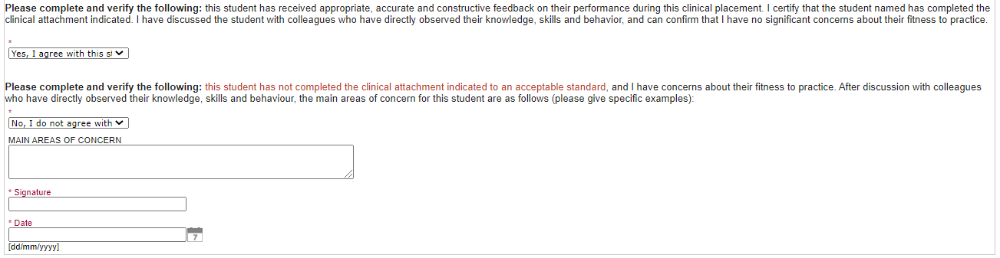 Please complete and verify the following: this student has received appropriate, accurate and constructive feedback on their performance during this clinical placement. I certify that the student named has completed the
clinical attachment indicated. I have discussed the student with colleagues who have directly observed their knowledge, skills and behavior, and can confirm that I have no significant concerns about their fitness to practice.
*
Yes, I agree with this st
Please complete and verify the following: this student has not completed the clinical attachment indicated to an acceptable standard, and I have concerns about their fitness to practice. After discussion with colleagues
who have directly observed their knowledge, skills and behaviour, the main areas of concern for this student are as follows (please give specific examples):
*
No, I do not agree with
MAIN AREAS OF CONCERN
* Signature
* Date
7
[dd/mm/yyyy]